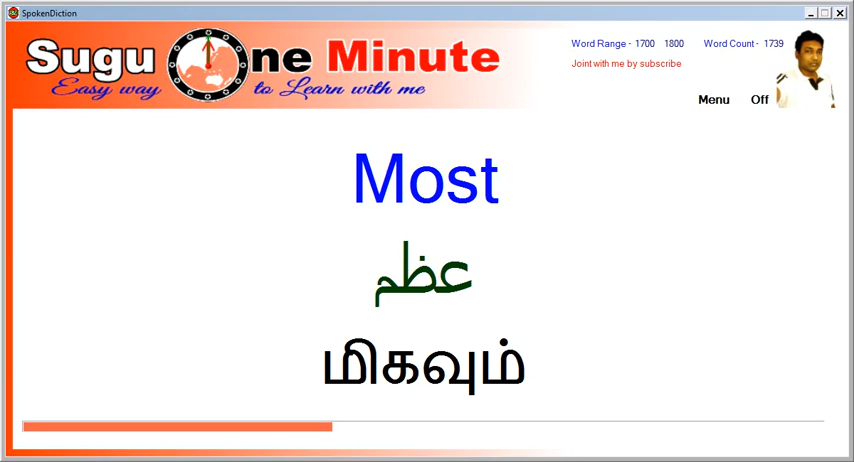 SpokenDiction
Sugu One Minute
Easy way to Learn with me
Word Range - 1700 1800 Word Count - 1739
Joint with me by subscribe
Menu Off
Most
عظم
மிகவும்